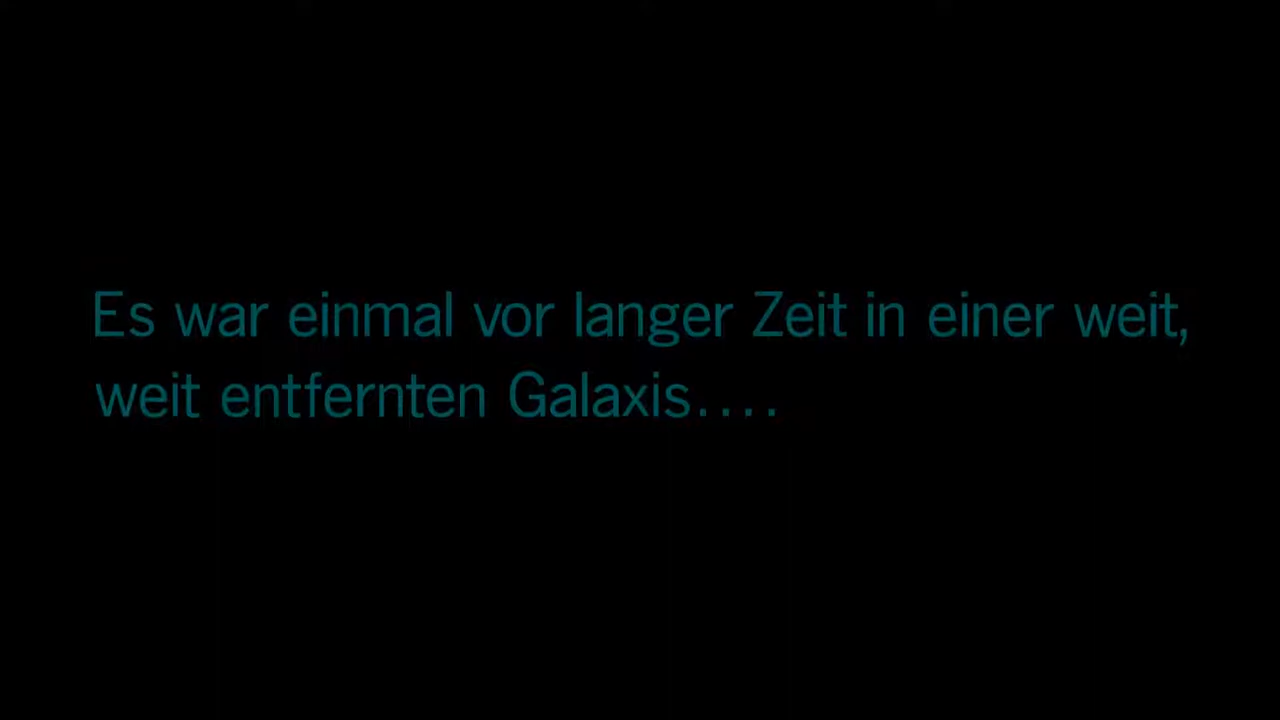 Es war einmal vor langer Zeit in einer weit,
weit entfernten Galaxis....